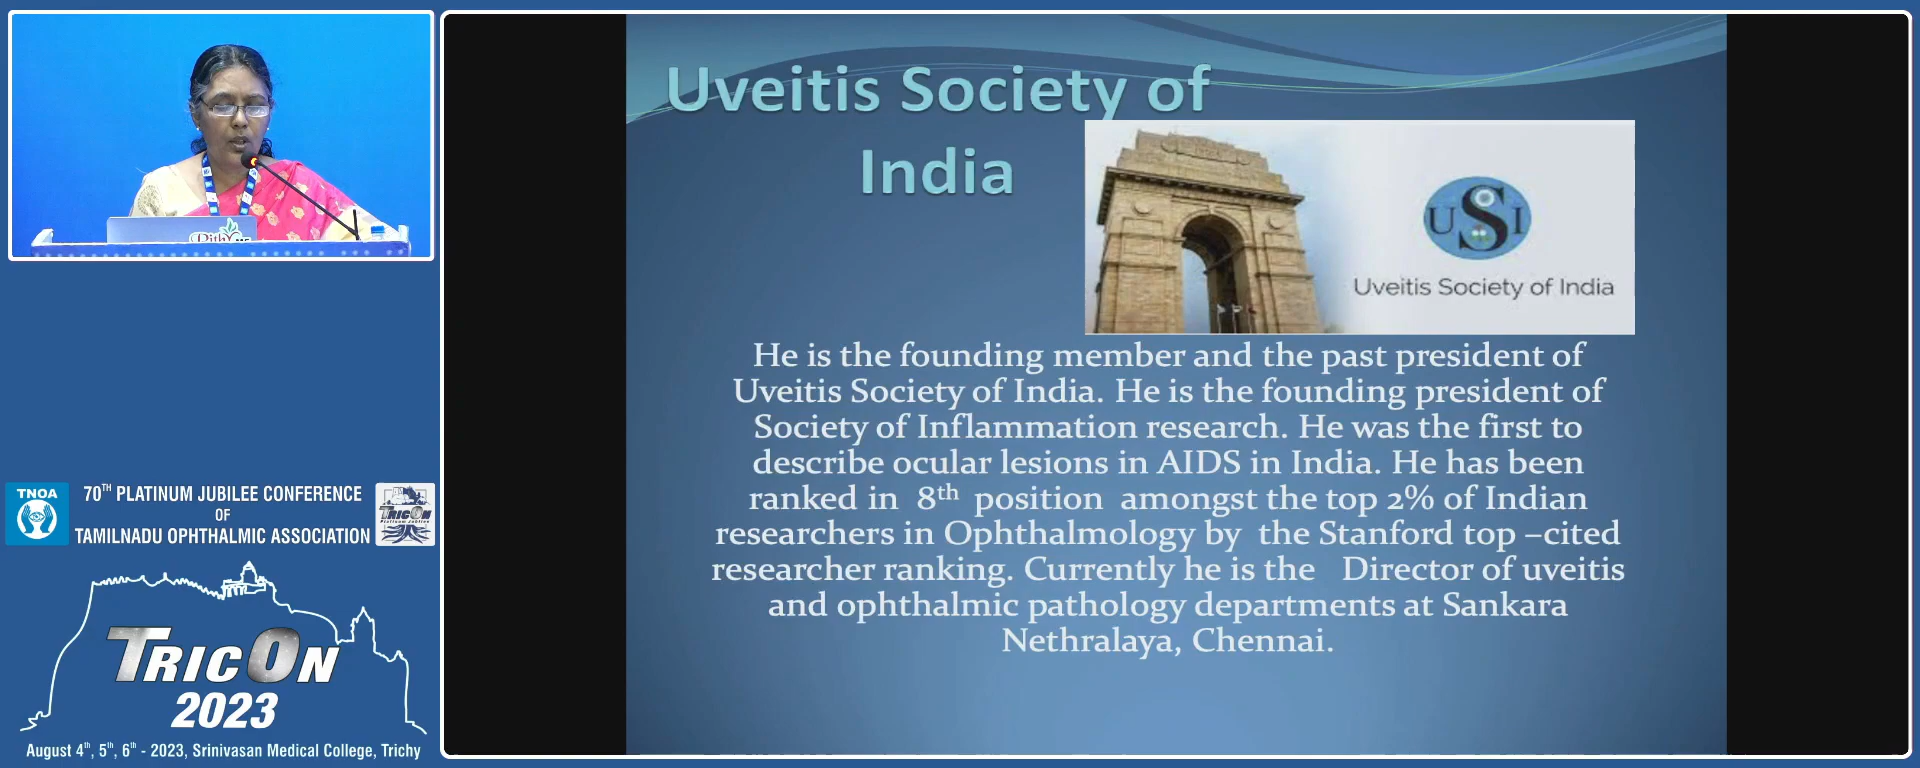 Uveitis Society of
India
USI
Uveitis Society of India
He is the founding member and the past president of
Uveitis Society of India. He is the founding president of
Society of Inflammation research. He was the first to
describe ocular lesions in AIDS in India. He has been
ranked in 8th position amongst the top 2% of Indian
researchers in Ophthalmology by the Stanford top –cited
researcher ranking. Currently he is the Director of uveitis
and ophthalmic pathology departments at Sankara
Nethralaya, Chennai.
TNOA
70TH PLATINUM JUBILEE CONFERENCE
OF
TAMILNADU OPHTHALMIC ASSOCIATION
TRICON
Platinum Jubilee
TRICON
2023
August 4th, 5th, 6th - 2023, Srinivasan Medical College, Trichy